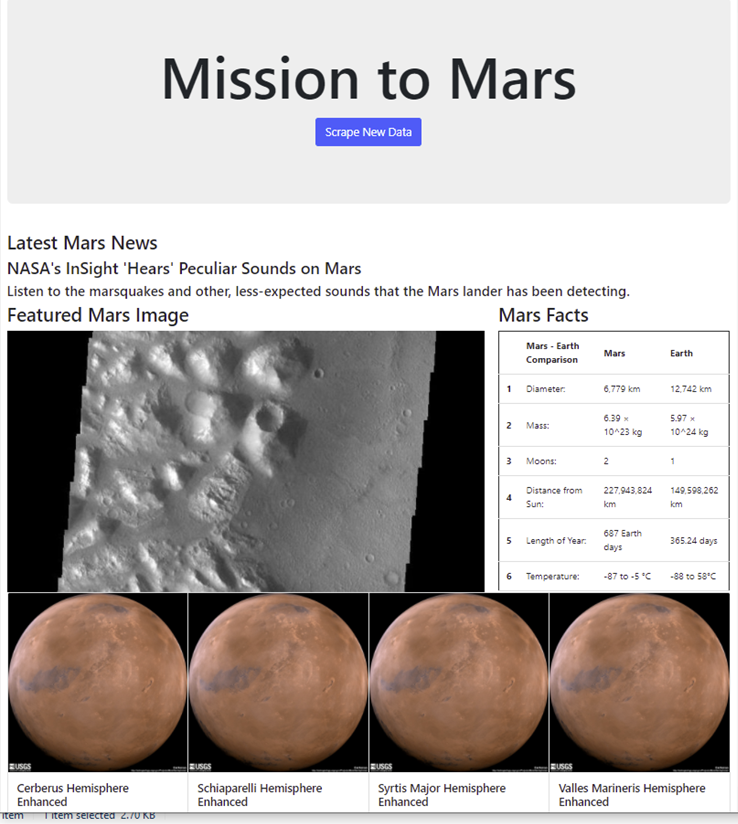 Mission to Mars
Scrape New Data
Latest Mars News
NASA's InSight 'Hears' Peculiar Sounds on Mars
Listen to the marsquakes and other, less-expected sounds that the Mars lander has been detecting.
Featured Mars Image
Mars Facts
Mars - Earth
Comparison
Mars
Earth
1 Diameter: 6,779 km 12,742 km
2 Mass: 6.39 × 10^23 kg 5.97 × 10^24 kg
3 Moons: 2 1
4 Distance from Sun: 227,943,824 km 149,598,262 km
5 Length of Year: 687 Earth days 365.24 days
6 Temperature: -87 to -5 °C -88 to 58°C
USGS
USGS
USGS
USGS
Cerberus Hemisphere
Enhanced
Schiaparelli Hemisphere
Enhanced
Syrtis Major Hemisphere
Enhanced
Valles Marineris Hemisphere
Enhanced
item 1 item selected 2.70 KB